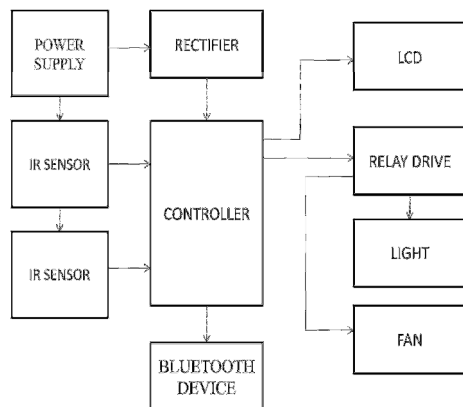 POWER
SUPPLY
RECTIFIER
LCD
IR SENSOR
CONTROLLER
RELAY DRIVE
IR SENSOR
LIGHT
FAN
BLUETOOTH
DEVICE